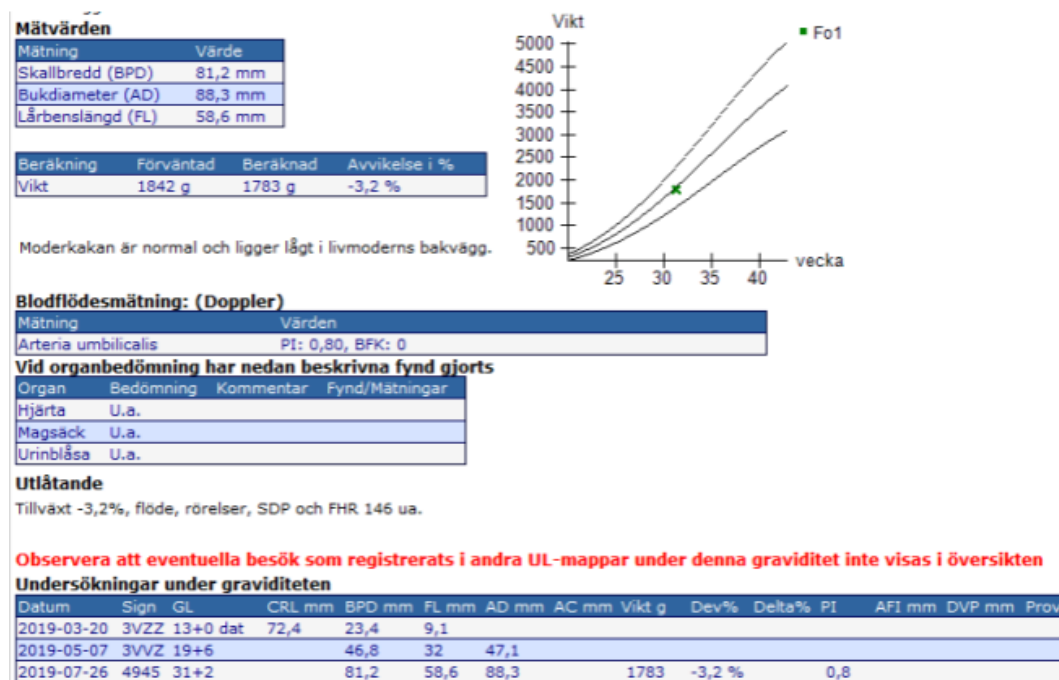 Mätvärden
Mätning Värde
Skallbredd (BPD) 81,2 mm
Bukdiameter (AD) 88,3 mm
Lårbenslängd (FL) 58,6 mm
Beräkning Förväntad Beräknad Avvikelse i %
Vikt 1842 g 1783 g -3,2 %
Moderkakan är normal och ligger lågt i livmoderns bakvägg.
Vikt
Fo1
5000
4500
4000
3500
3000
2500
2000
1500
1000
500
25 30 35 40
vecka
Blodflödesmätning: (Doppler)
Mätning Värden
Arteria umbilicalis PI: 0,80, BFK: 0
Vid organbedömning har nedan beskrivna fynd gjorts
Organ Bedömning Kommentar Fynd/Mätningar
Hjärta U.a.
Magsäck U.a.
Urinblåsa U.a.
Utlåtande
Tillväxt -3,2%, flöde, rörelser, SDP och FHR 146 ua.
Observera att eventuella besök som registrerats i andra UL-mappar under denna graviditet inte visas i översikten
Undersökningar under graviditeten
Datum Sign GL CRL mm BPD mm FL mm AD mm AC mm Vikt g Dev% Delta% PI AFI mm DVP mm Prov
2019-03-20 3VZZ 13+0 dat 72,4 23,4 9,1
2019-05-07 3VVZ 19+6 46,8 32 47,1
2019-07-26 4945 31+2 81,2 58,6 88,3 1783 -3,2 % 0,8